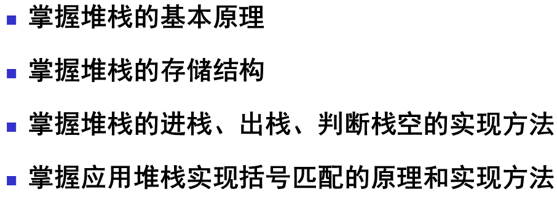 掌握堆栈的基本原理
掌握堆栈的存储结构
掌握堆栈的进栈、出栈、判断栈空的实现方法
掌握应用堆栈实现括号匹配的原理和实现方法